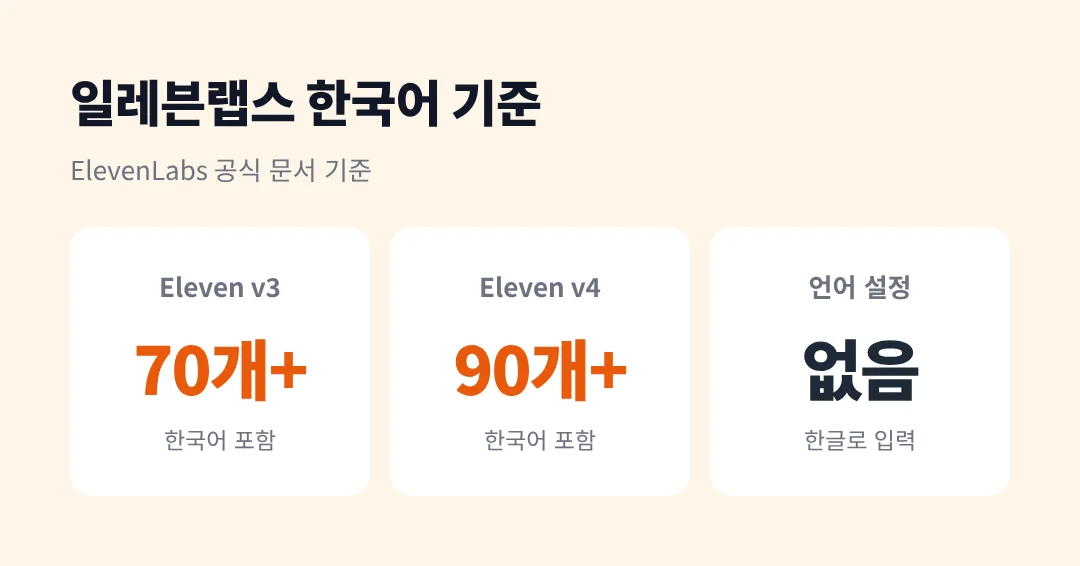 일레븐랩스 한국어 기준
ElevenLabs 공식 문서 기준
Eleven v3
70개+
한국어 포함
Eleven v4
90개+
한국어 포함
언어 설정
없음
한글로 입력